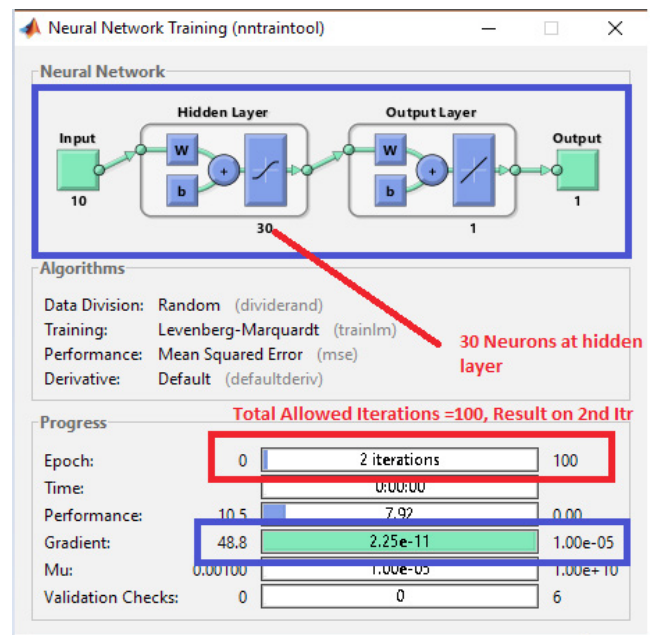 Neural Network Training (nntraintool)
Neural Network
Hidden Layer Output Layer
Input Output
W W
+ +
b b
10 30 1 1
Algorithms
Data Division: Random (dividerand)
Training: Levenberg-Marquardt (trainlm)
Performance: Mean Squared Error (mse)
Derivative: Default (defaultderiv)
30 Neurons at hidden
layer
Total Allowed Iterations =100, Result on 2nd Itr
Progress
Epoch: 0 2 iterations 100
Time: 0:00:00
Performance: 10.5 7.92 0.00
Gradient: 48.8 2.25e-11 1.00e-05
Mu: 0.00100 1.00e-05 1.00e+10
Validation Checks: 0 0 6